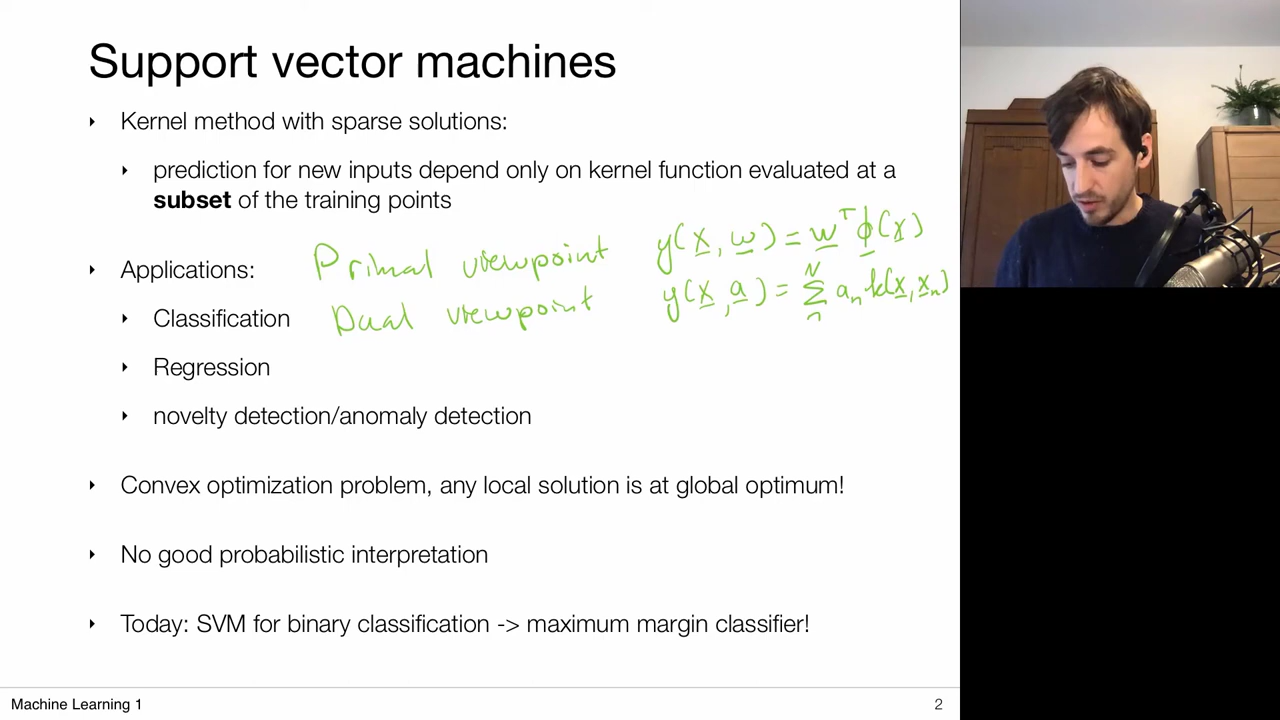 Support vector machines
‣ Kernel method with sparse solutions:
‣ prediction for new inputs depend only on kernel function evaluated at a
subset of the training points
Primal viewpoint y(x, w) = wᵀ ϕ(x)
‣ Applications:
Dual viewpoint y(x, a) = ∑ₙᴺ aₙ k(x, xₙ)
‣ Classification
‣ Regression
‣ novelty detection/anomaly detection
‣ Convex optimization problem, any local solution is at global optimum!
‣ No good probabilistic interpretation
‣ Today: SVM for binary classification -> maximum margin classifier!
Machine Learning 1
2